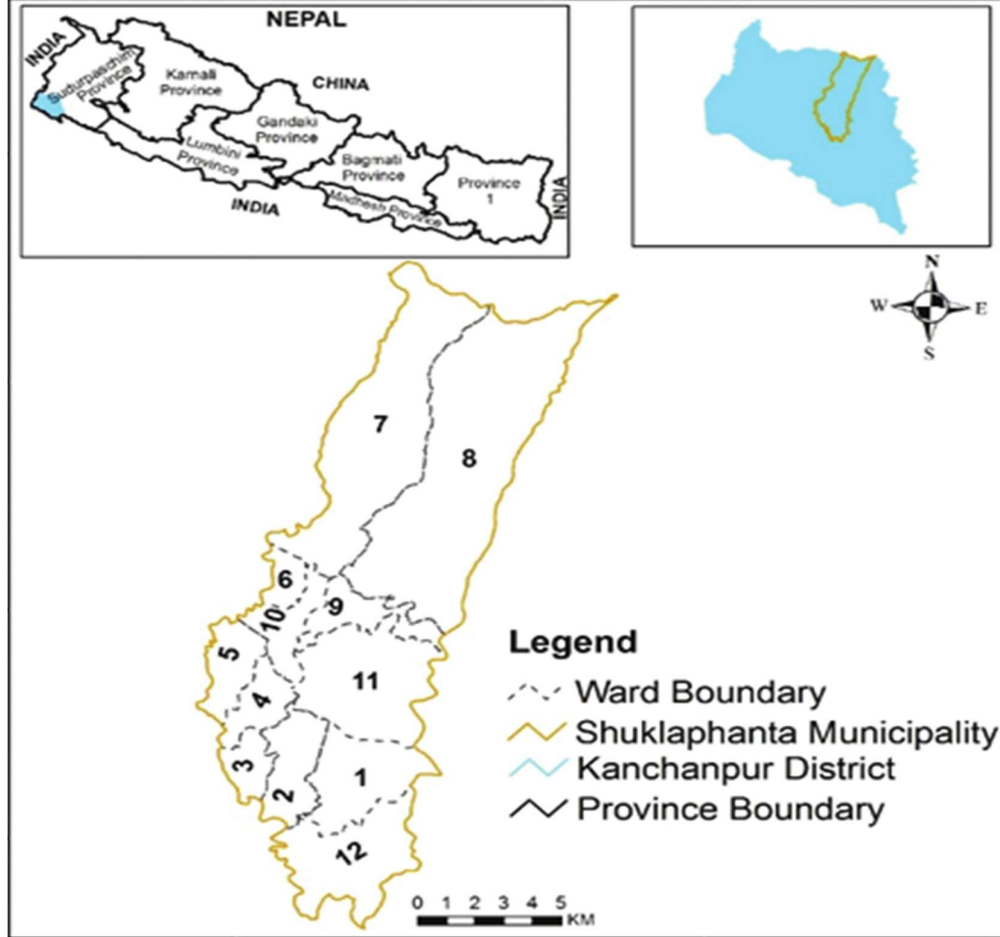 NEPAL
INDIA
Sudurpaschim
Province
Karnali
Province
CHINA
Gandaki
Province
Lumbini
Province
Bagmati
Province
Province
1
Madhesh Province
INDIA
INDIA
N
W
E
S
7
8
6
9
10
5
11
4
3
1
2
12
Legend
Ward Boundary
Shuklaphanta Municipality
Kanchanpur District
Province Boundary
0 1 2 3 4 5
KM